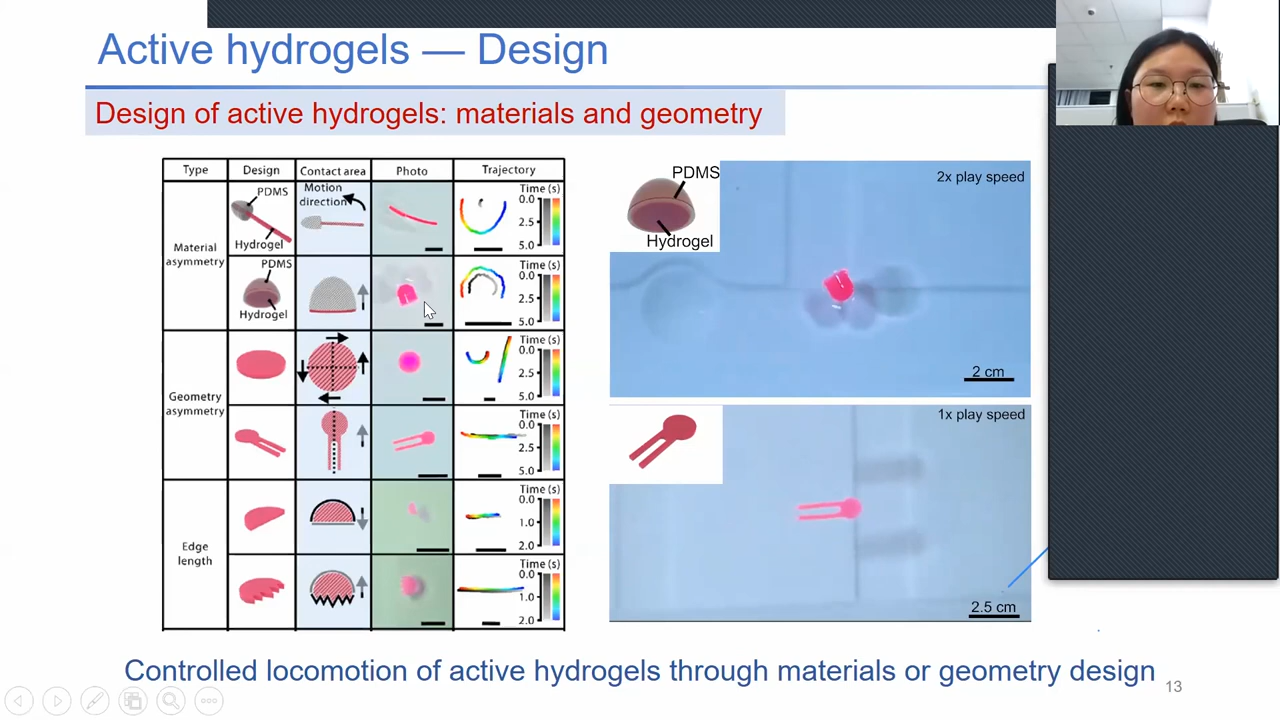 Active hydrogels — Design
Design of active hydrogels: materials and geometry
Type Design Contact area Photo Trajectory
Material asymmetry
PDMS
Hydrogel
Motion direction
Time (s)
0.0
2.5
5.0
PDMS
Hydrogel
Time (s)
0.0
2.5
5.0
Geometry asymmetry
Time (s)
0.0
2.5
5.0
Time (s)
0.0
2.5
5.0
Edge length
Time (s)
0.0
1.0
2.0
Time (s)
0.0
1.0
2.0
PDMS
Hydrogel
2x play speed
2 cm
1x play speed
2.5 cm
Controlled locomotion of active hydrogels through materials or geometry design
13